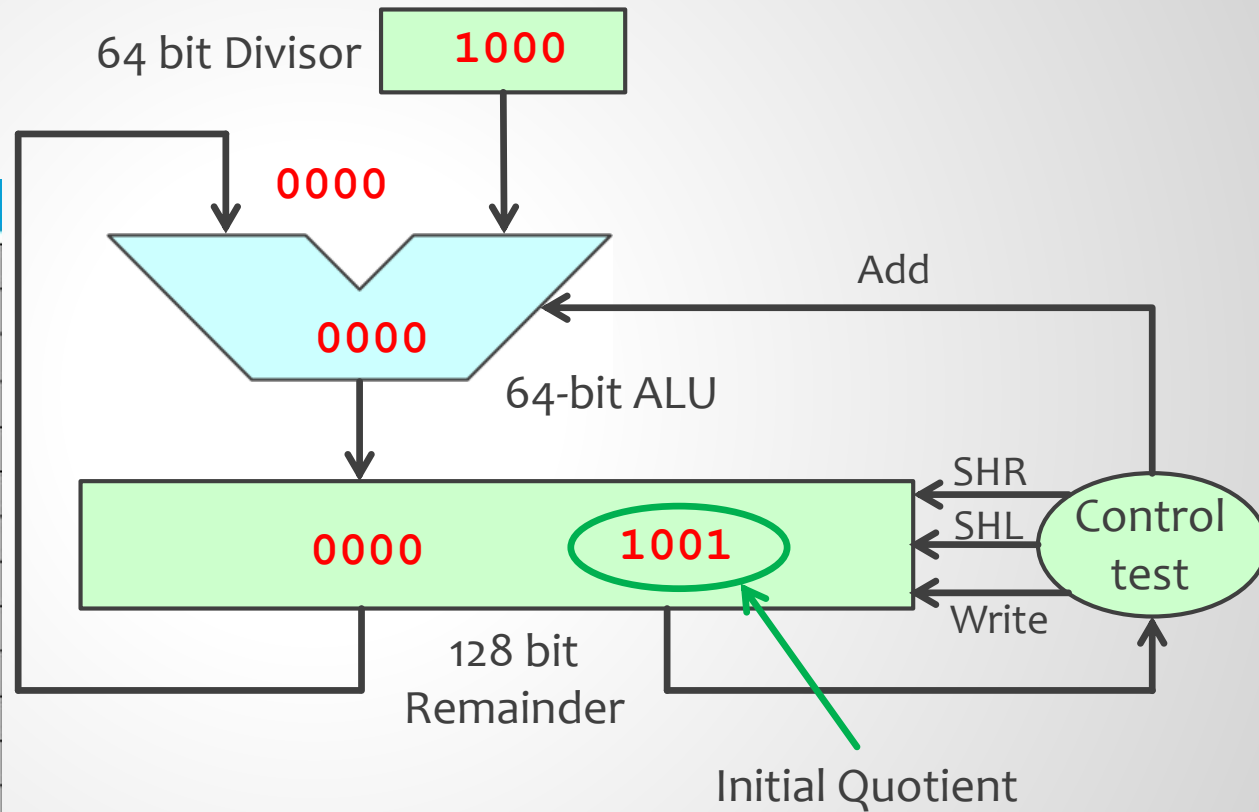 64 bit Divisor
1000
0000
Add
0000
64-bit ALU
SHR
0000
1001
SHL
Control
test
Write
128 bit
Remainder
Initial Quotient